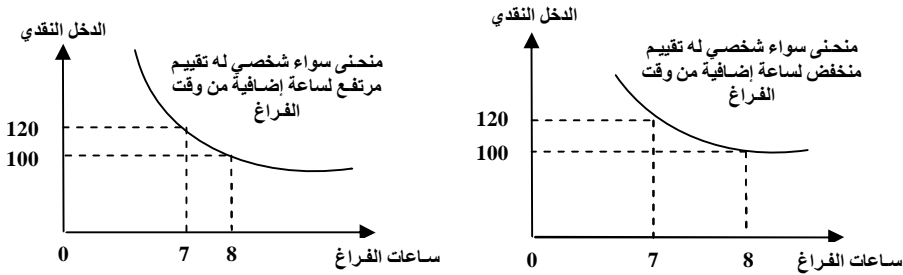 الدخل النقدي
منحنى سواء شخصي له تقييم
مرتفع لساعة إضافية من وقت
الفراغ
120
100
0
7
8
ساعات الفراغ
الدخل النقدي
منحنى سواء شخصي له تقييم
منخفض لساعة إضافية من وقت
الفراغ
120
100
0
7
8
ساعات الفراغ